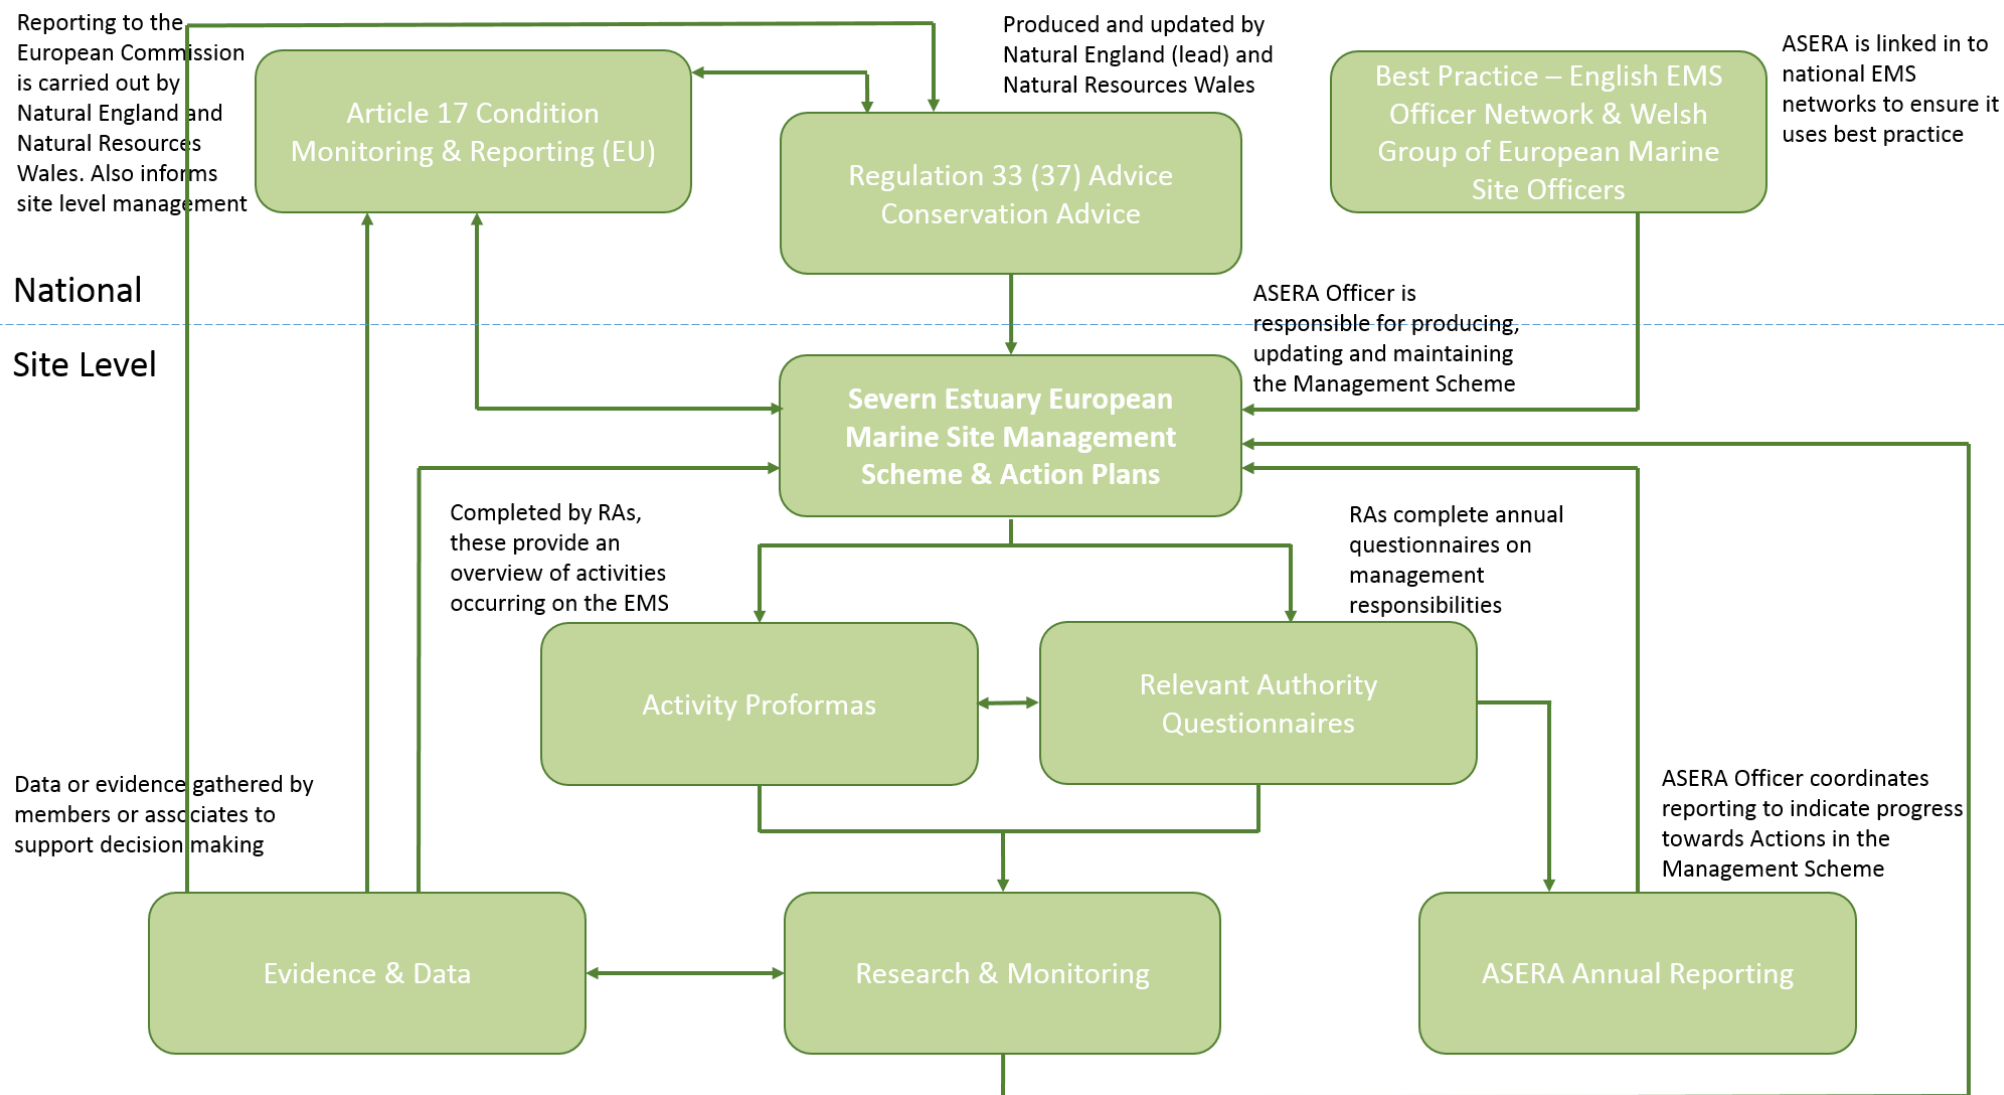 Reporting to the
European Commission
is carried out by
Natural England and
Natural Resources
Wales. Also informs
site level management
Article 17 Condition
Monitoring & Reporting (EU)
Produced and updated by
Natural England (lead) and
Natural Resources Wales
Regulation 33 (37) Advice
Conservation Advice
Best Practice – English EMS
Officer Network & Welsh
Group of European Marine
Site Officers
ASERA is linked in to
national EMS
networks to ensure it
uses best practice
National
Site Level
ASERA Officer is
responsible for producing,
updating and maintaining
the Management Scheme
Severn Estuary European
Marine Site Management
Scheme & Action Plans
Completed by RAs,
these provide an
overview of activities
occurring on the EMS
RAs complete annual
questionnaires on
management
responsibilities
Activity Proformas
Relevant Authority
Questionnaires
Data or evidence gathered by
members or associates to
support decision making
ASERA Officer coordinates
reporting to indicate progress
towards Actions in the
Management Scheme
Evidence & Data
Research & Monitoring
ASERA Annual Reporting